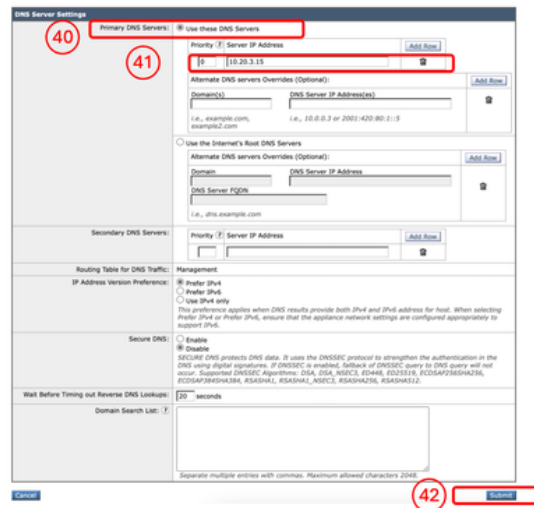 DNS Server Settings
40
Primary DNS Servers:
Use these DNS Servers
41
Priority ? Server IP Address
Add Row
0 10.20.3.15
Alternate DNS servers Overrides (Optional):
Add Row
Domain(s) DNS Server IP Address(es)
i.e., example.com, i.e., 10.0.0.3 or 2001:420:80:1::5
example2.com
Use the Internet's Root DNS Servers
Alternate DNS servers Overrides (Optional):
Add Row
Domain DNS Server IP Address
DNS Server FQDN
i.e., dns.example.com
Secondary DNS Servers:
Priority ? Server IP Address
Add Row
Routing Table for DNS Traffic: Management
IP Address Version Preference: Prefer IPv4
Prefer IPv6
Use IPv4 only
This preference applies when DNS results provide both IPv4 and IPv6 address for host. When selecting
Prefer IPv4 or Prefer IPv6, ensure that the appliance network settings are configured appropriately to
support IPv6.
Secure DNS: Enable
Disable
SECURE DNS protects DNS data. It uses the DNSSEC protocol to strengthen the authentication in the
DNS using digital signatures. If DNSSEC is enabled, fallback of DNSSEC query to DNS query will not
occur. Supported DNSSEC Algorithms: DSA, DSA_NSEC3, ED448, ED25519, ECDSAP256SHA256,
ECDSAP384SHA384, RSASHA1, RSASHA1_NSEC3, RSASHA256, RSASHA512.
Wait Before Timing out Reverse DNS Lookups: 20 seconds
Domain Search List: ?
Separate multiple entries with commas. Maximum allowed characters 2048.
Cancel
42
Submit